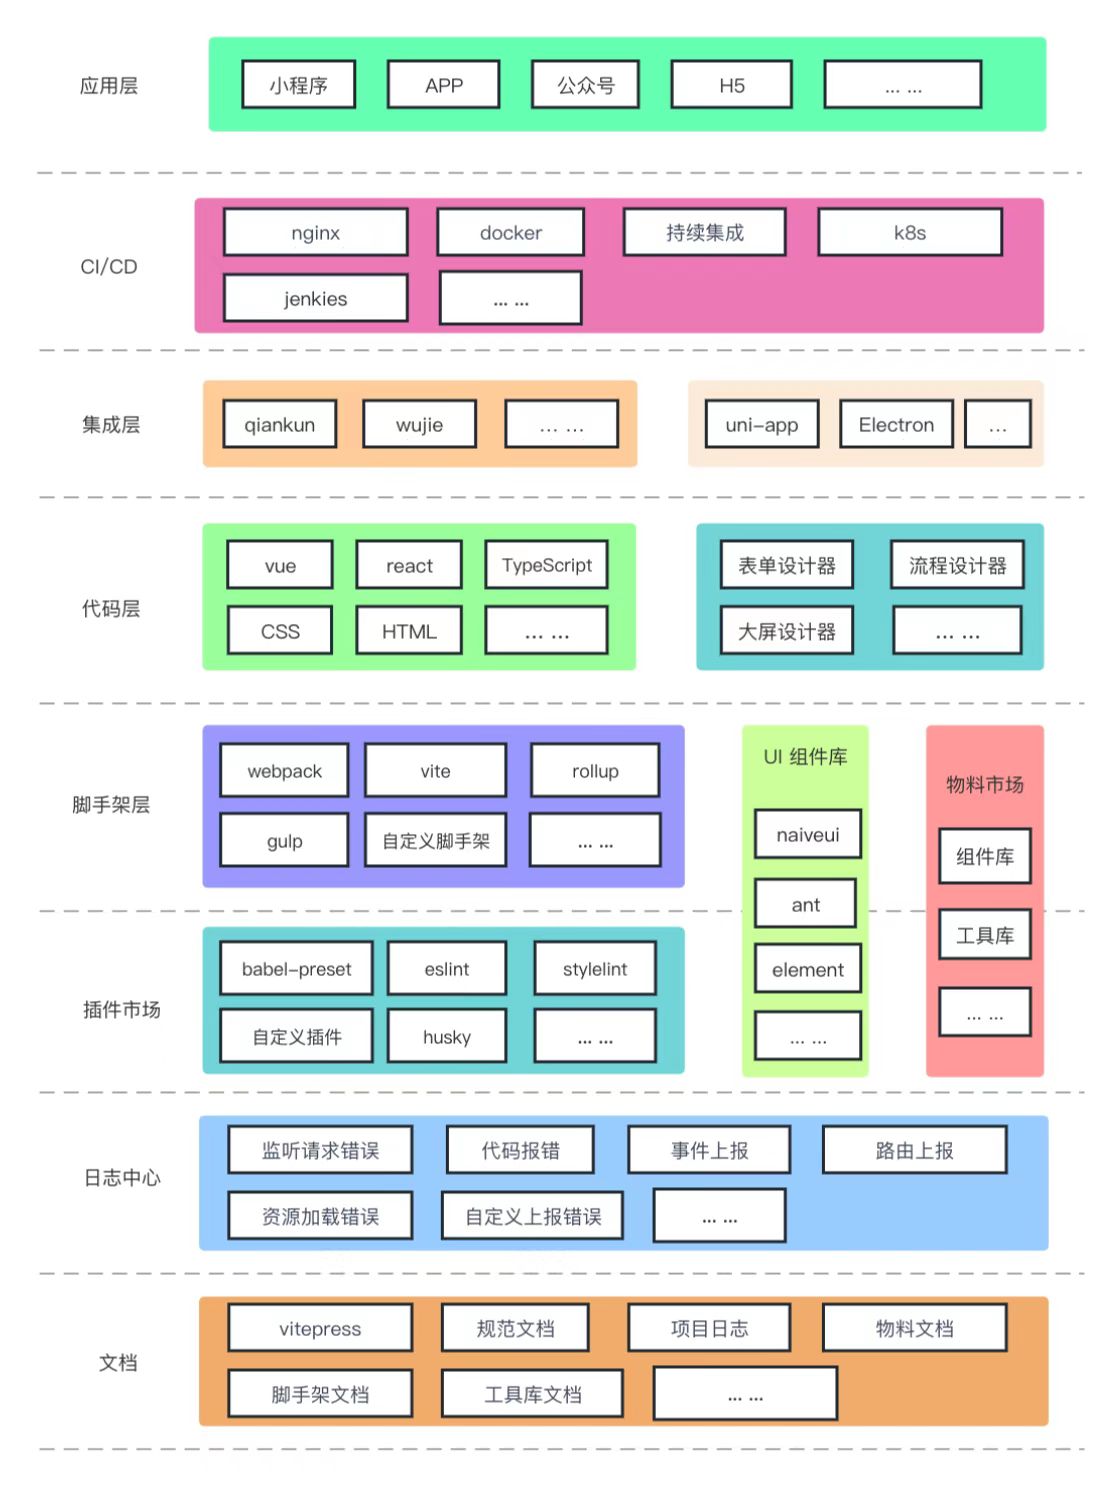 应用层
小程序
APP
公众号
H5
... ...
CI/CD
nginx
docker
持续集成
k8s
jenkies
... ...
集成层
qiankun
wujie
... ...
uni-app
Electron
...
代码层
vue
react
TypeScript
CSS
HTML
... ...
表单设计器
流程设计器
大屏设计器
... ...
脚手架层
webpack
vite
rollup
gulp
自定义脚手架
... ...
插件市场
babel-preset
eslint
stylelint
自定义插件
husky
... ...
UI 组件库
naiveui
ant
element
... ...
物料市场
组件库
工具库
... ...
日志中心
监听请求错误
代码报错
事件上报
路由上报
资源加载错误
自定义上报错误
... ...
文档
vitepress
规范文档
项目日志
物料文档
脚手架文档
工具库文档
... ...